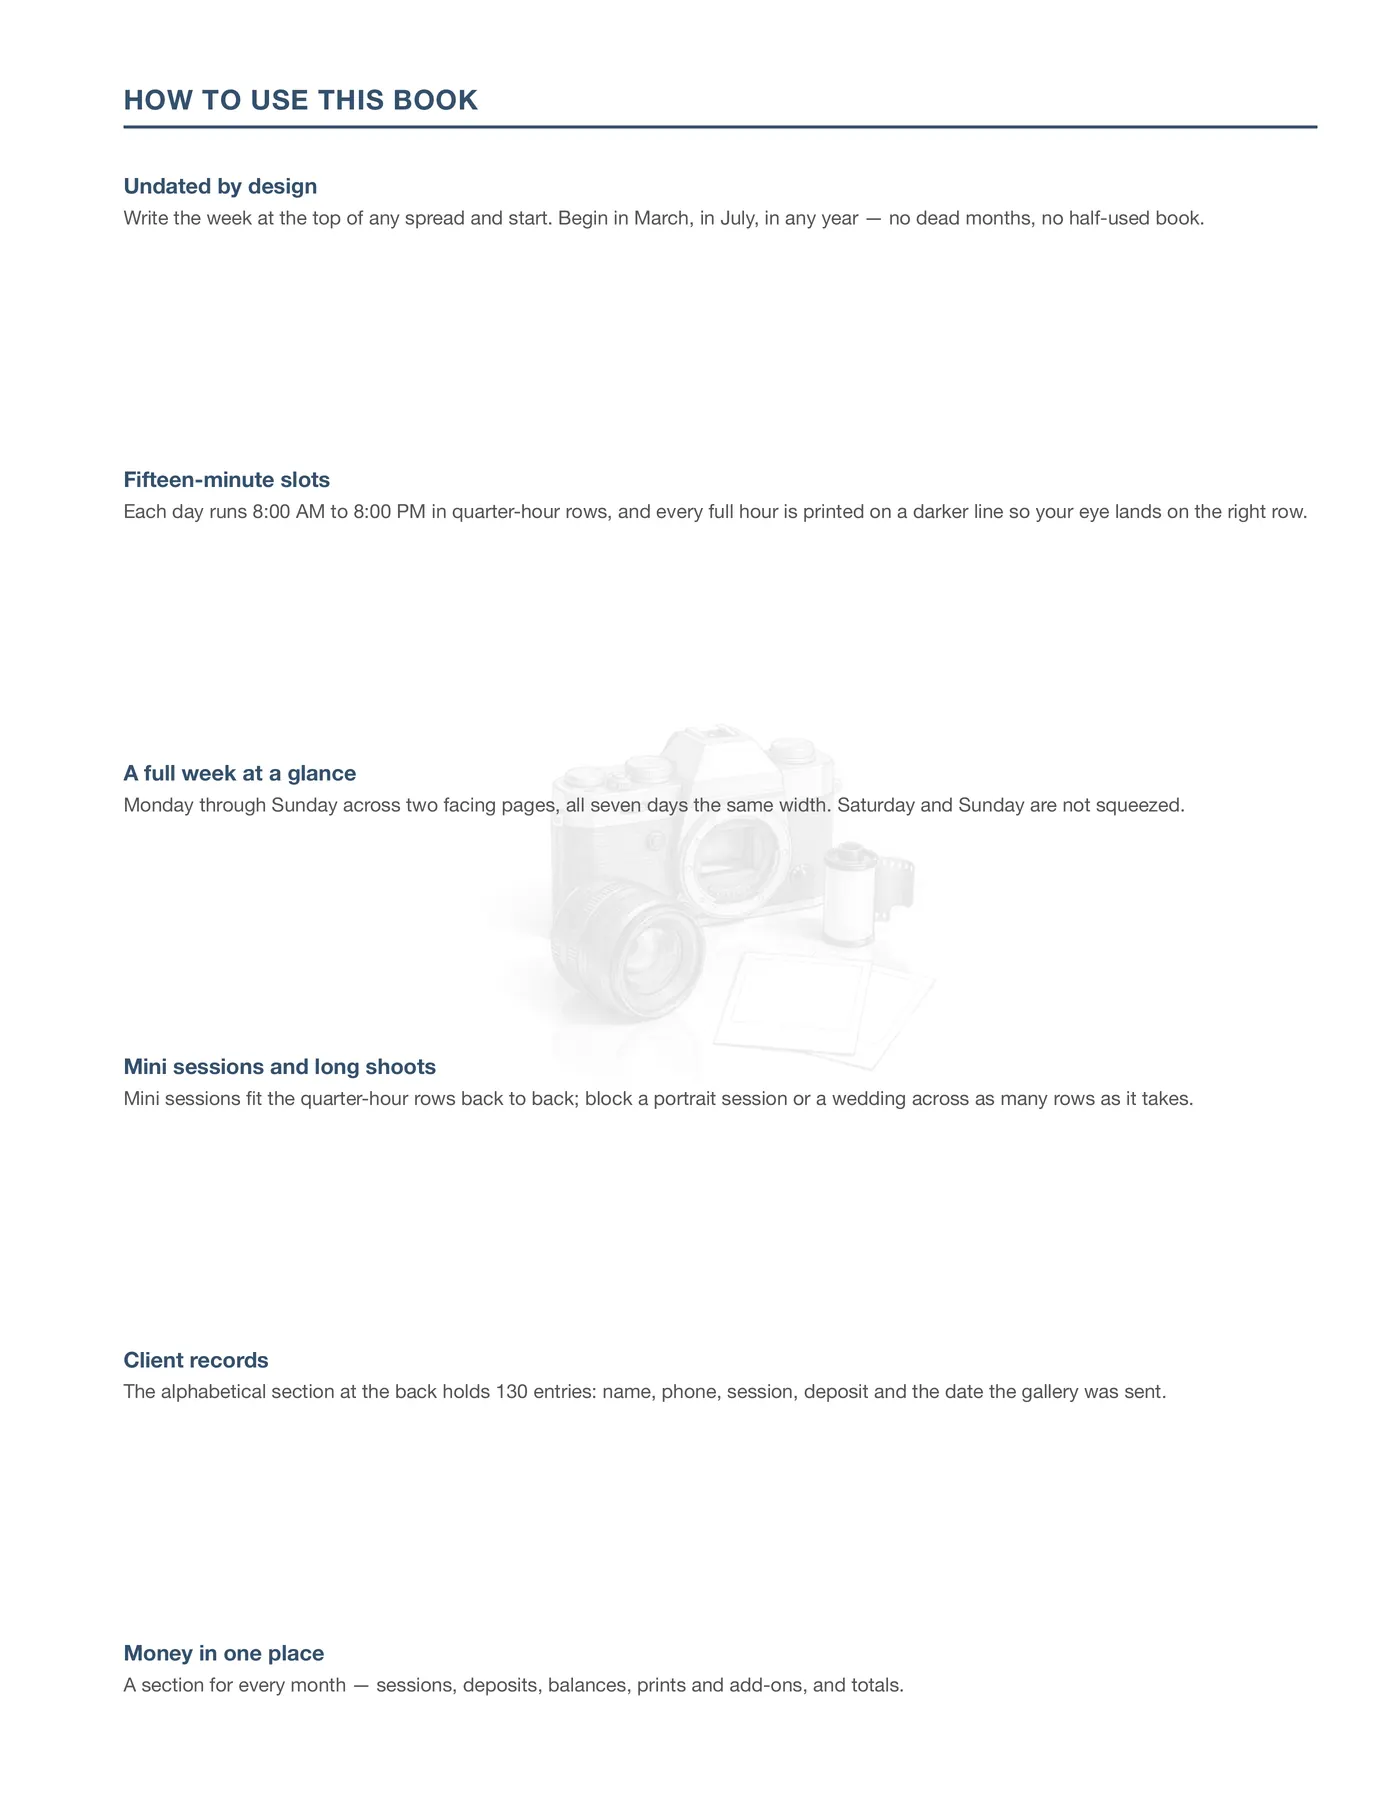 HOW TO USE THIS BOOK
Undated by design
Write the week at the top of any spread and start. Begin in March, in July, in any year — no dead months, no half-used book.
Fifteen-minute slots
Each day runs 8:00 AM to 8:00 PM in quarter-hour rows, and every full hour is printed on a darker line so your eye lands on the right row.
A full week at a glance
Monday through Sunday across two facing pages, all seven days the same width. Saturday and Sunday are not squeezed.
Mini sessions and long shoots
Mini sessions fit the quarter-hour rows back to back; block a portrait session or a wedding across as many rows as it takes.
Client records
The alphabetical section at the back holds 130 entries: name, phone, session, deposit and the date the gallery was sent.
Money in one place
A section for every month — sessions, deposits, balances, prints and add-ons, and totals.